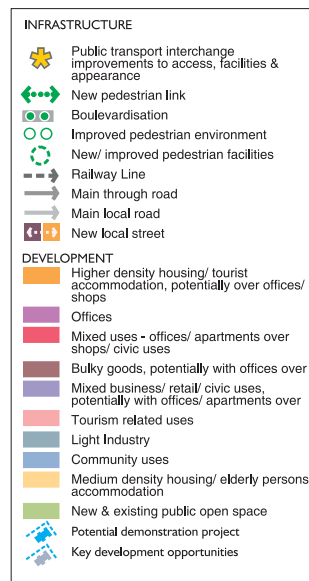 INFRASTRUCTURE
Public transport interchange
improvements to access, facilities &
appearance
New pedestrian link
Boulevardisation
Improved pedestrian environment
New/ improved pedestrian facilities
Railway Line
Main through road
Main local road
New local street
DEVELOPMENT
Higher density housing/ tourist
accommodation, potentially over offices/
shops
Offices
Mixed uses - offices/ apartments over
shops/ civic uses
Bulky goods, potentially with offices over
Mixed business/ retail/ civic uses,
potentially with offices/ apartments over
Tourism related uses
Light Industry
Community uses
Medium density housing/ elderly persons
accommodation
New & existing public open space
Potential demonstration project
Key development opportunities